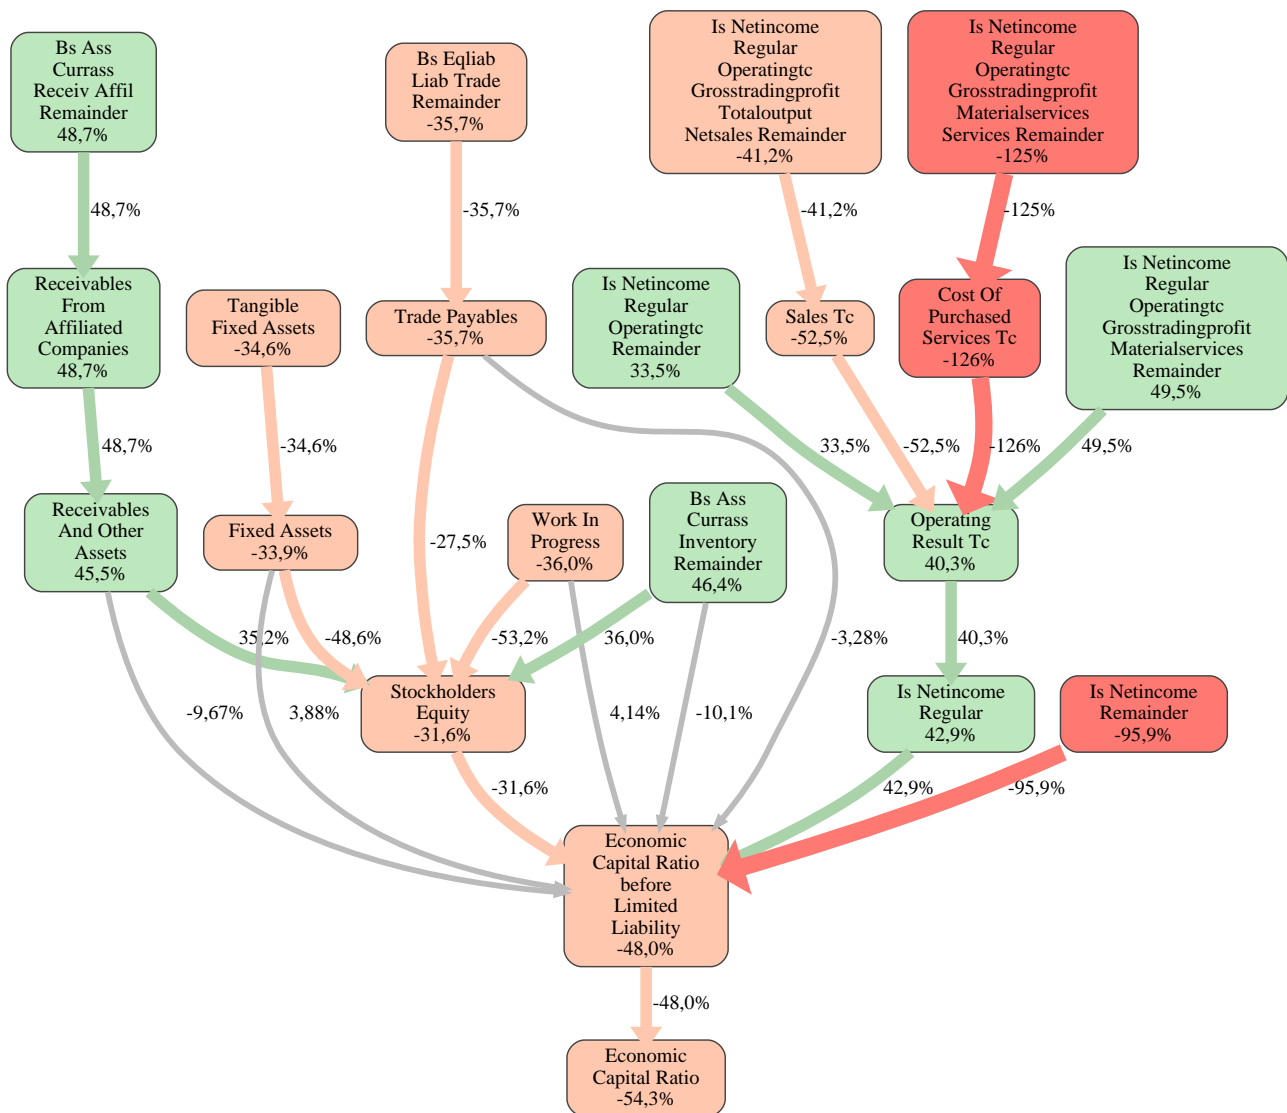 Bs Ass
Currass
Receiv Affil
Remainder
48,7%
Bs Eqliab
Liab Trade
Remainder
-35,7%
Is Netincome
Regular
Operatingtc
Grosstradingprofit
Totaloutput
Netsales Remainder
-41,2%
Is Netincome
Regular
Operatingtc
Grosstradingprofit
Materialservices
Services Remainder
-125%
48,7%
-35,7%
-41,2%
-125%
Receivables
From
Affiliated
Companies
48,7%
Tangible
Fixed Assets
-34,6%
Trade Payables
-35,7%
Is Netincome
Regular
Operatingtc
Remainder
33,5%
Sales Tc
-52,5%
Cost Of
Purchased
Services Tc
-126%
Is Netincome
Regular
Operatingtc
Grosstradingprofit
Materialservices
Remainder
49,5%
48,7%
-34,6%
33,5%
-52,5%
-126%
49,5%
Receivables
And Other
Assets
45,5%
Fixed Assets
-33,9%
-27,5%
Work In
Progress
-36,0%
Bs Ass
Currass
Inventory
Remainder
46,4%
Operating
Result Tc
40,3%
35,2%
-48,6%
-53,2%
36,0%
-3,28%
40,3%
-9,67%
3,88%
Stockholders
Equity
-31,6%
4,14%
-10,1%
Is Netincome
Regular
42,9%
Is Netincome
Remainder
-95,9%
-31,6%
42,9%
-95,9%
Economic
Capital Ratio
before
Limited
Liability
-48,0%
-48,0%
Economic
Capital Ratio
-54,3%